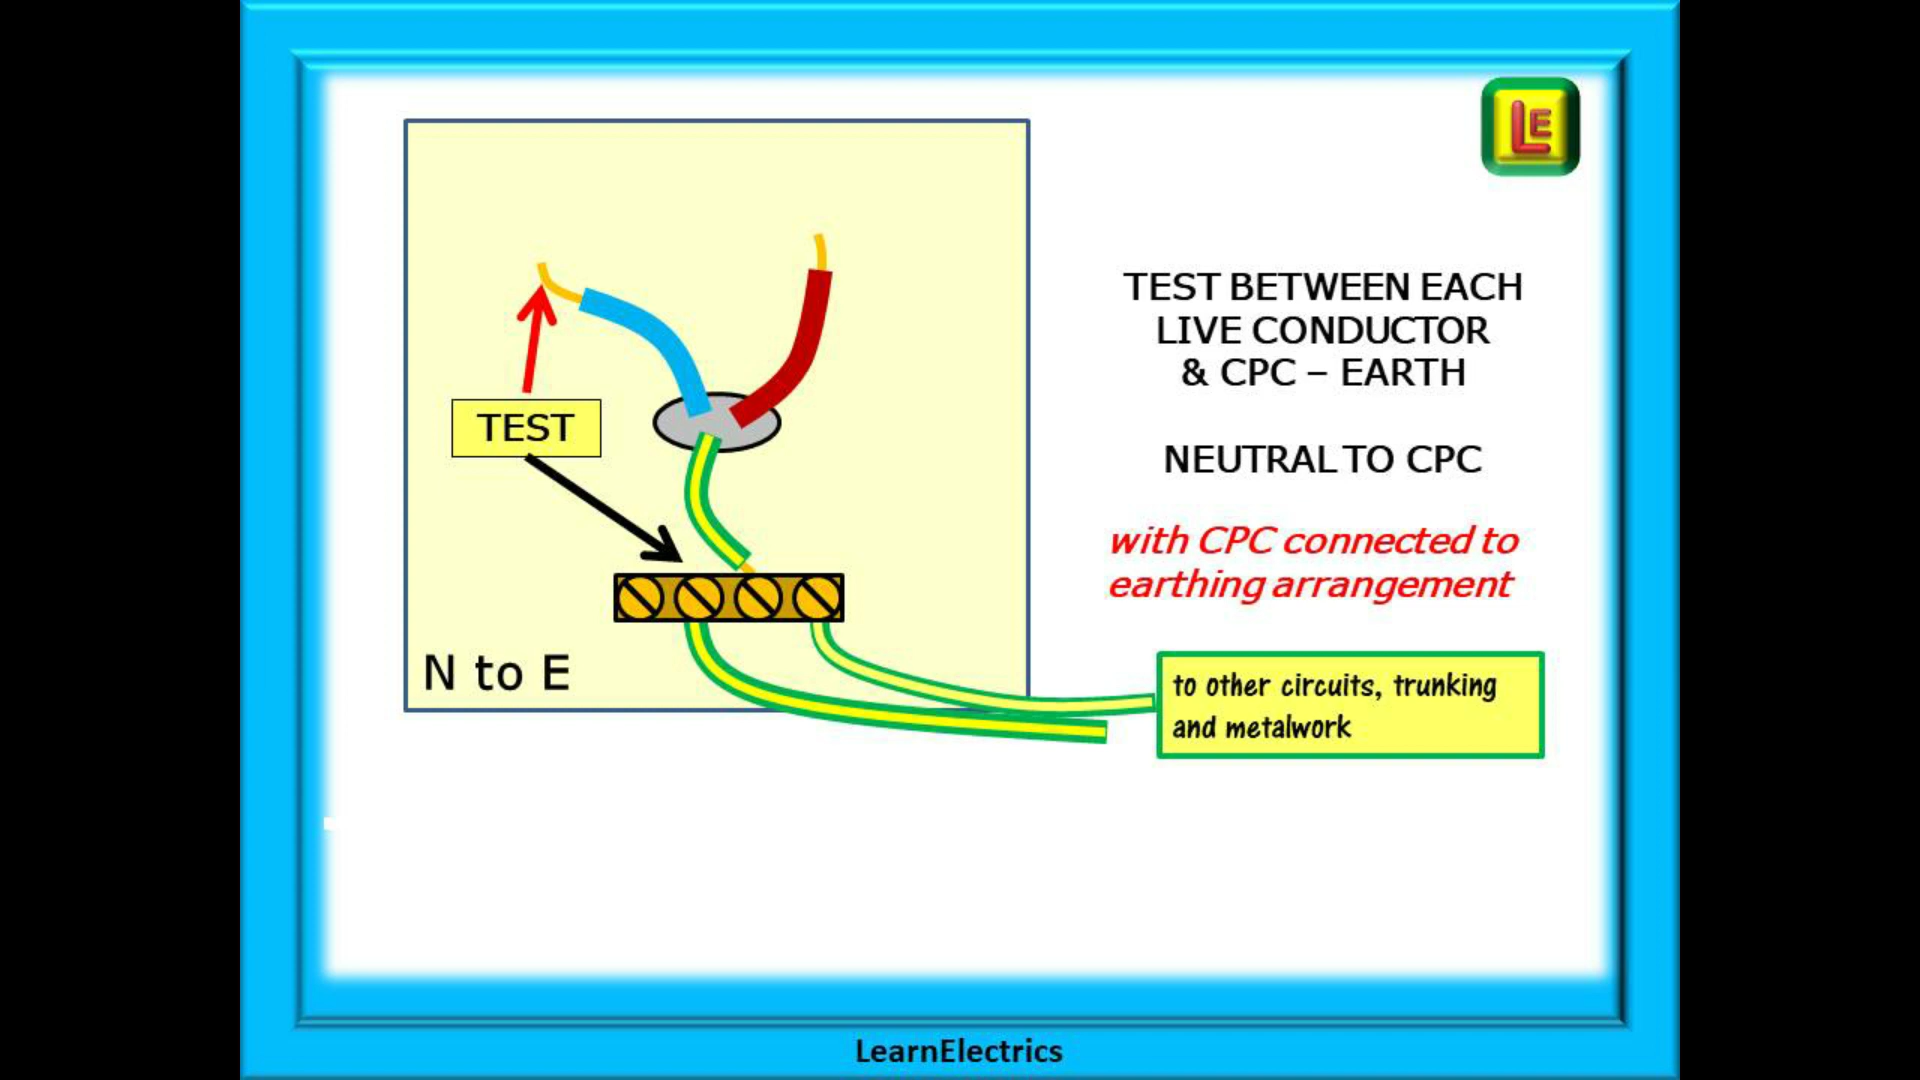 LE
TEST BETWEEN EACH
LIVE CONDUCTOR
& CPC – EARTH
TEST
NEUTRAL TO CPC
with CPC connected to
earthing arrangement
N to E
to other circuits, trunking
and metalwork
LearnElectrics